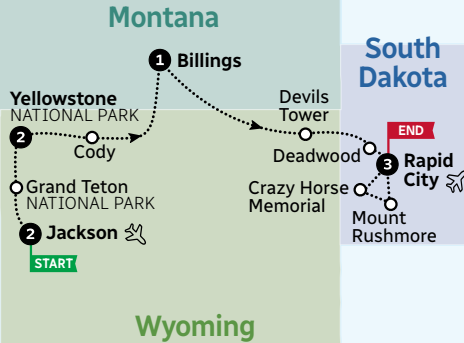 Montana
South
Dakota
1 Billings
Yellowstone
NATIONAL PARK
2
Cody
Devils
Tower
END
Deadwood
3 Rapid
City
Grand Teton
NATIONAL PARK
Crazy Horse
Memorial
Mount
Rushmore
2 Jackson
START
Wyoming